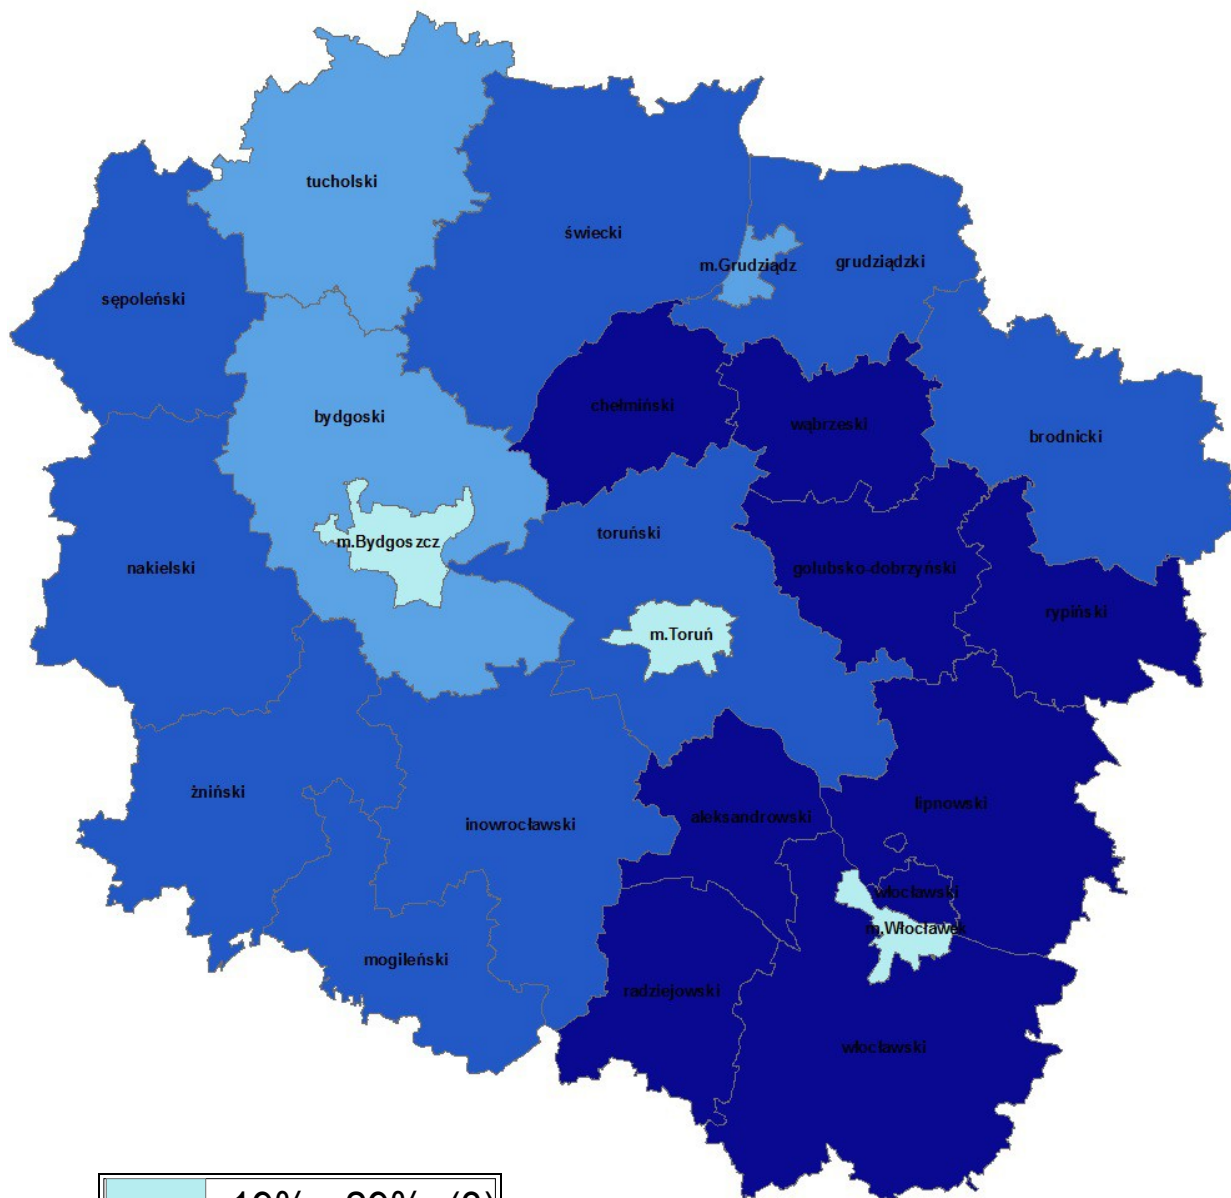 tucholski
świecki
m.Grudziądz
grudziądzki
sępoleński
chełmiński
wąbrzeski
bydgoski
brodnicki
toruński
m.Bydgoszcz
nakielski
golubsko-dobrzyński
rypiński
m.Toruń
żniński
inowrocławski
aleksandrowski
lipnowski
włocławski
m.Włocławek
mogileński
radziejowski
włocławski